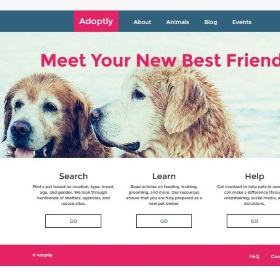 Adoptly
About Animals Blog Events
Meet Your New Best Friend
Search
Find a pet based on location, type, breed,
age, and gender. We look through
hundreds of shelters, agencies, and
rescue sites.
GO
Learn
Read articles on feeding, training,
grooming, and more. Our resources
ensure that you are fully prepared as a
new pet owner.
GO
Help
Get involved to help pets in need.
can make a difference through
volunteering, social media, and
donations.
GO
© Adoptly
FAQ